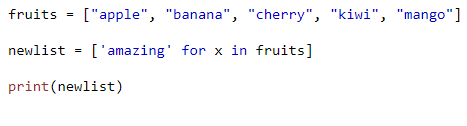 fruits = ["apple", "banana", "cherry", "kiwi", "mango"]
newlist = ['amazing' for x in fruits]
print(newlist)